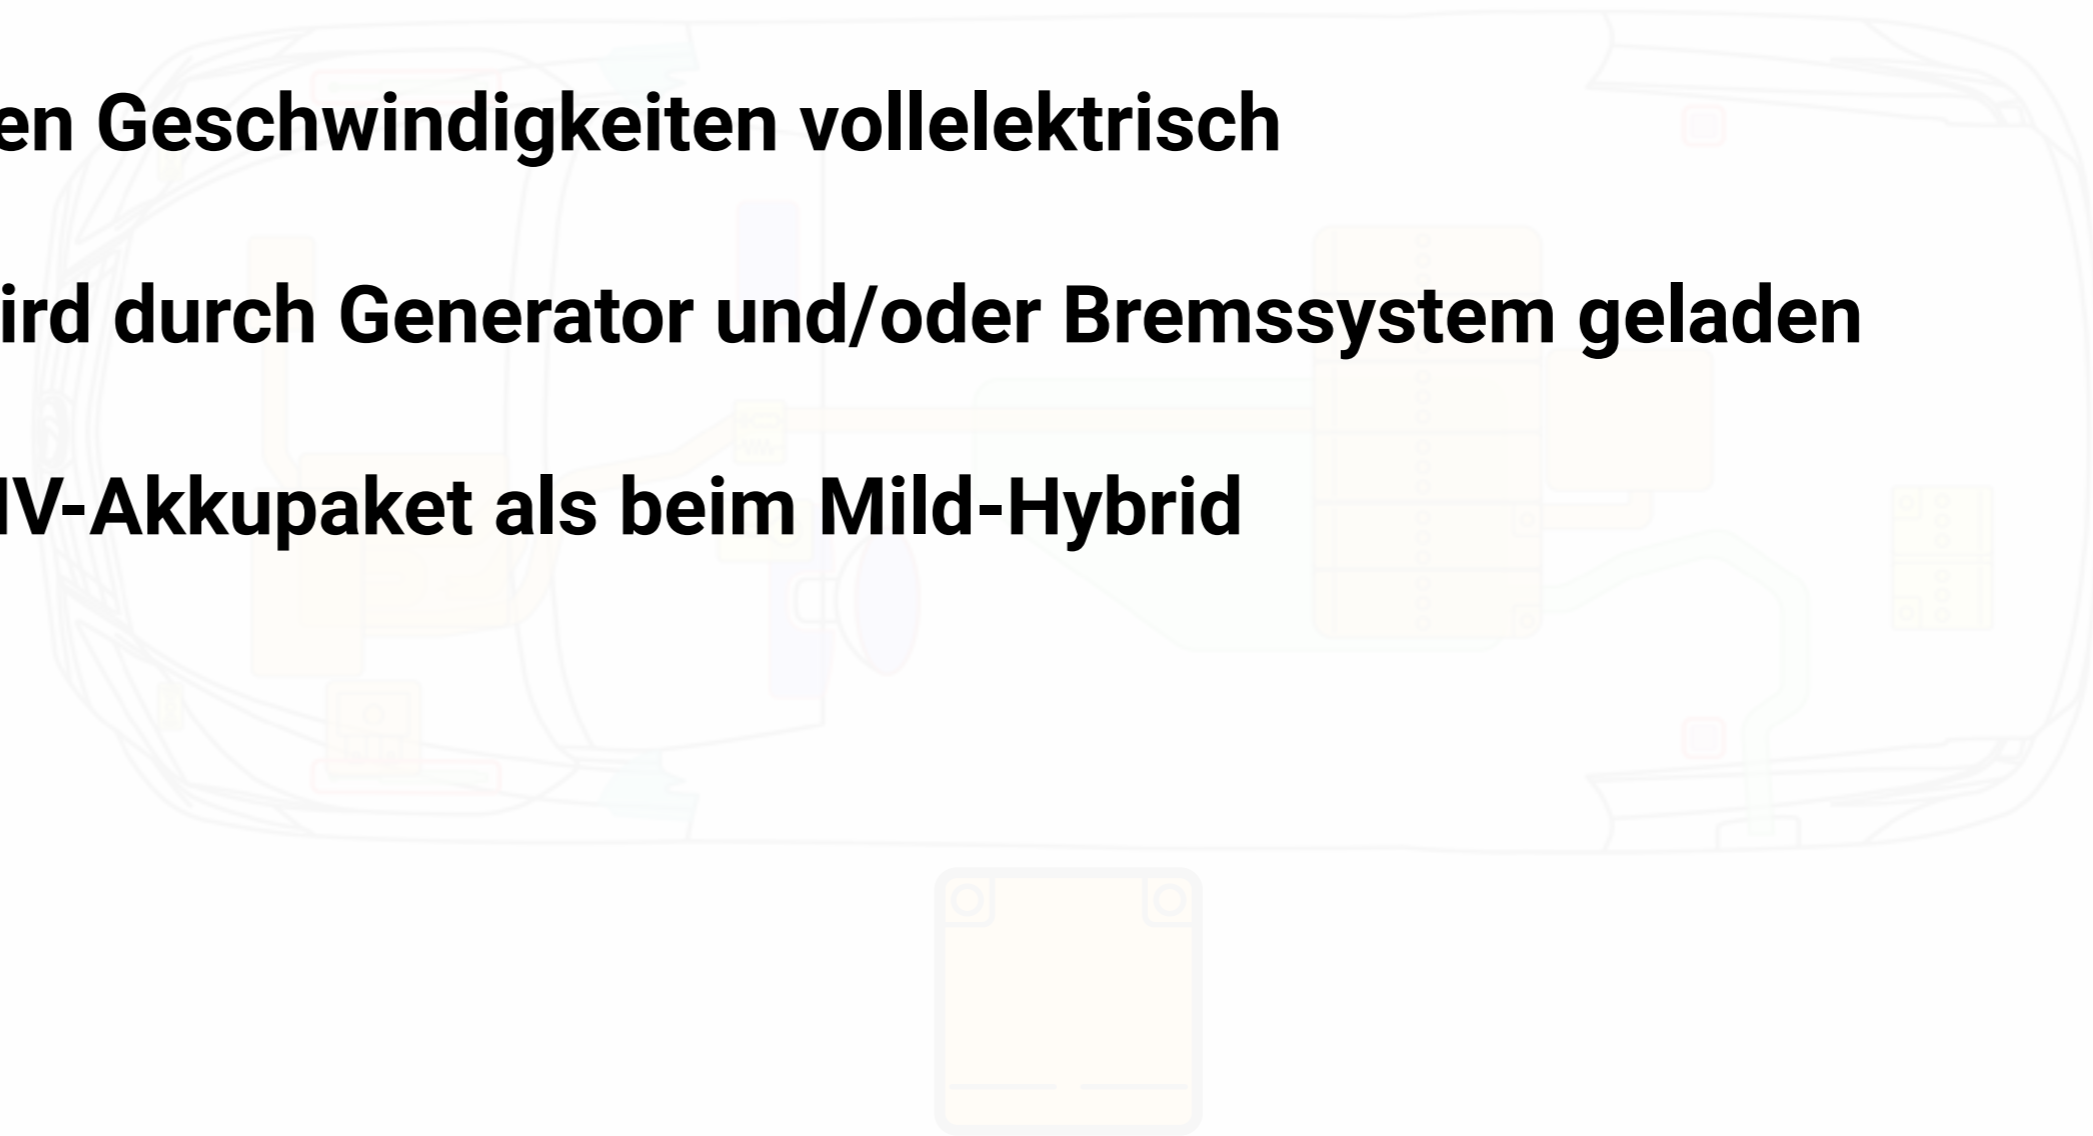 en Geschwindigkeiten vollelektrisch
ird durch Generator und/oder Bremssystem geladen
V-Akkupaket als beim Mild-Hybrid